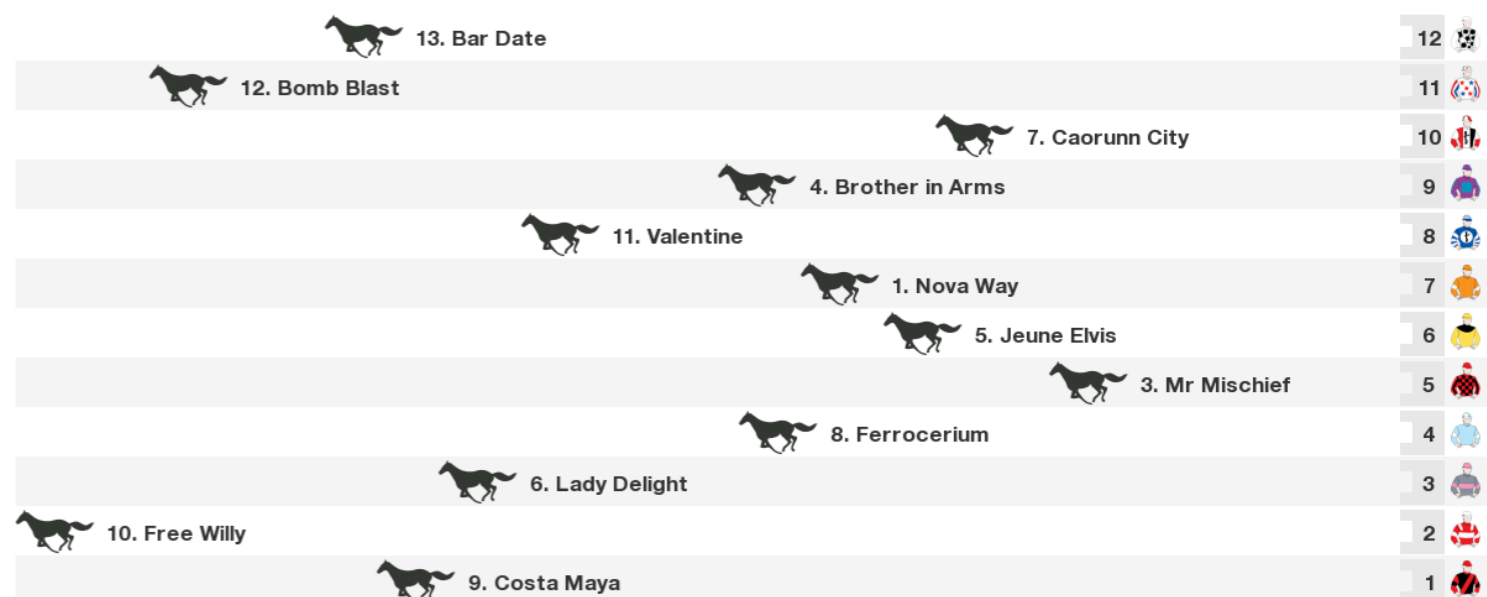 13. Bar Date 12
12. Bomb Blast 11
7. Caorunn City 10
4. Brother in Arms 9
11. Valentine 8
1. Nova Way 7
5. Jeune Elvis 6
3. Mr Mischief 5
8. Ferrocerium 4
6. Lady Delight 3
10. Free Willy 2
9. Costa Maya 1